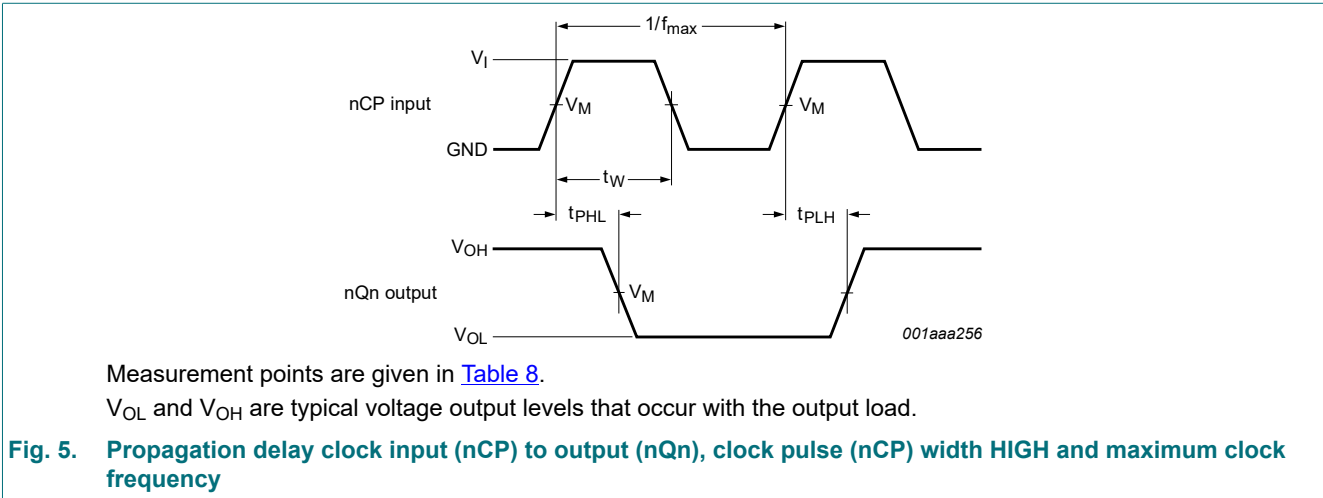 1/fmax
VI
nCP input
VM
VM
GND
tW
tPHL
tPLH
VOH
nQn output
VM
VOL
001aaa256
Measurement points are given in Table 8.
VOL and VOH are typical voltage output levels that occur with the output load.
Fig. 5. Propagation delay clock input (nCP) to output (nQn), clock pulse (nCP) width HIGH and maximum clock
frequency